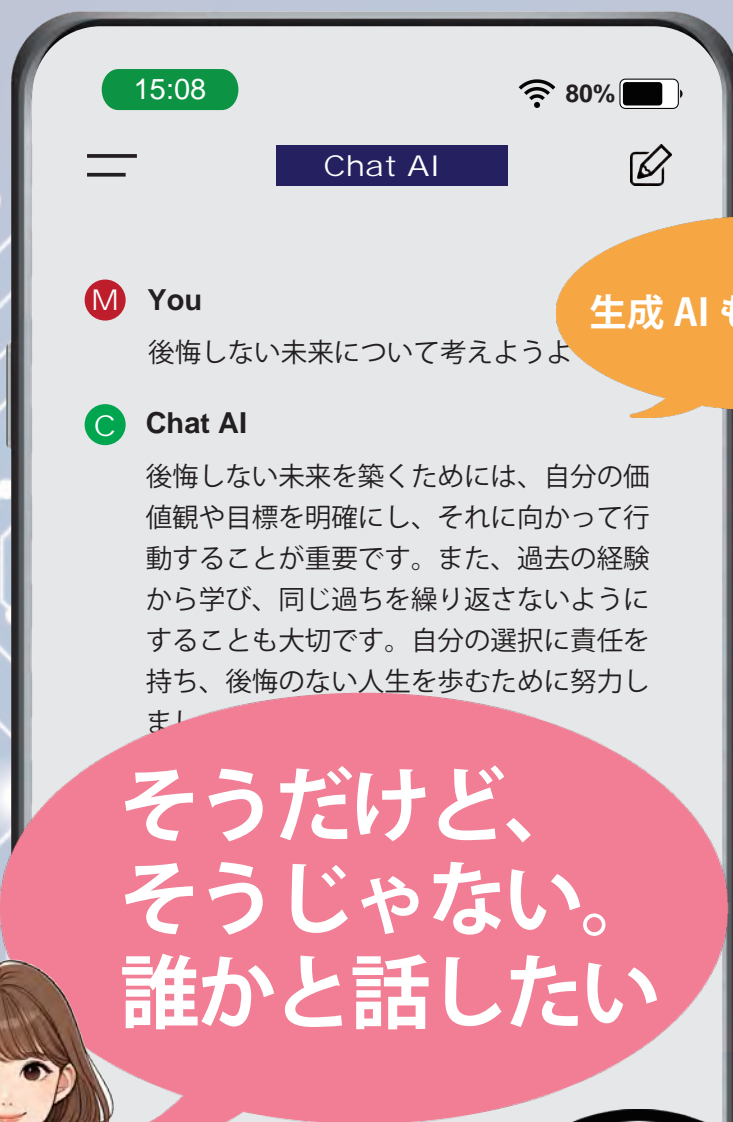 15:08
80%
Chat AI
M You
後悔しない未来について考えようよ
生成 AI も
C Chat AI
後悔しない未来を築くためには、自分の価
値観や目標を明確にし、それに向かって行
動することが重要です。また、過去の経験
から学び、同じ過ちを繰り返さないように
することも大切です。自分の選択に責任を
持ち、後悔のない人生を歩むために努力し
まし
そうだけど、
そうじゃない。
誰かと話したい